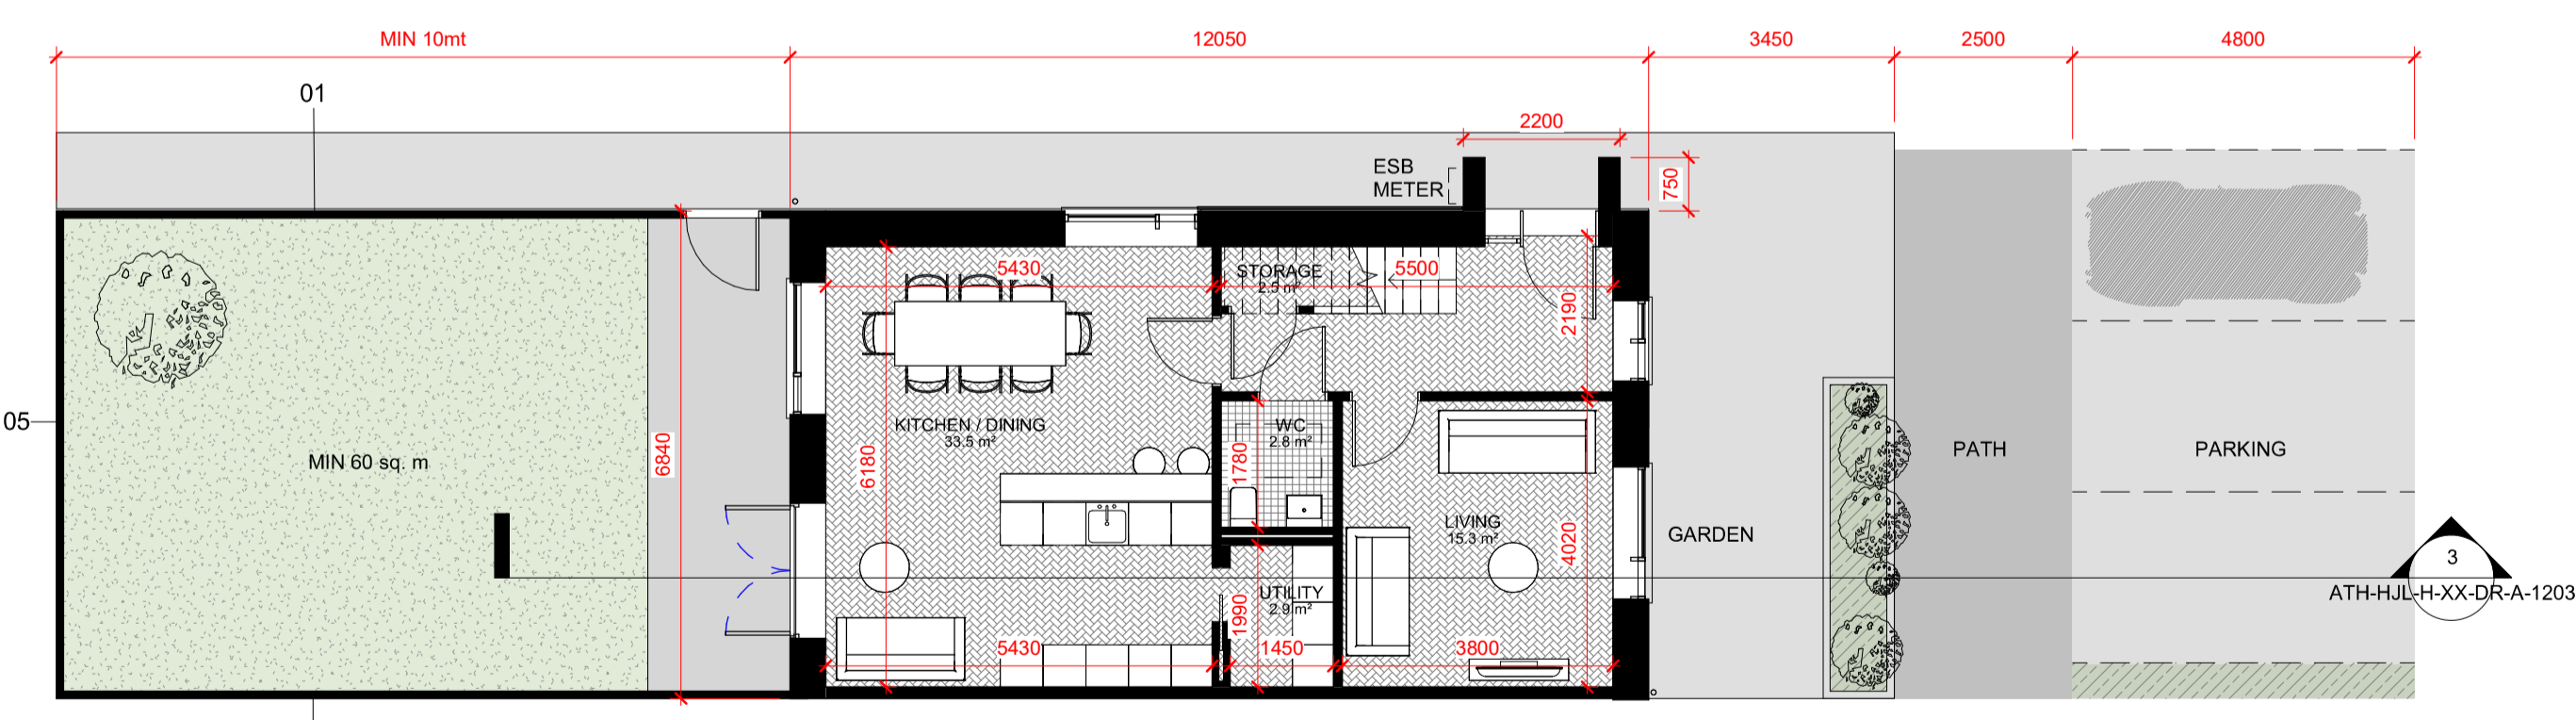 MIN 10mt
12050
3450
2500
4800
01
2200
ESB
METER
750
5430
STORAGE
2.5 m²
5500
2190
05
KITCHEN / DINING
33.5 m²
WC
2.8 m²
MIN 60 sq. m
6840
6180
1780
PATH
PARKING
LIVING
15.3 m²
4020
GARDEN
3
ATH-HJL-H-XX-DR-A-1203
UTILITY
2.9 m²
1990
5430
1450
3800